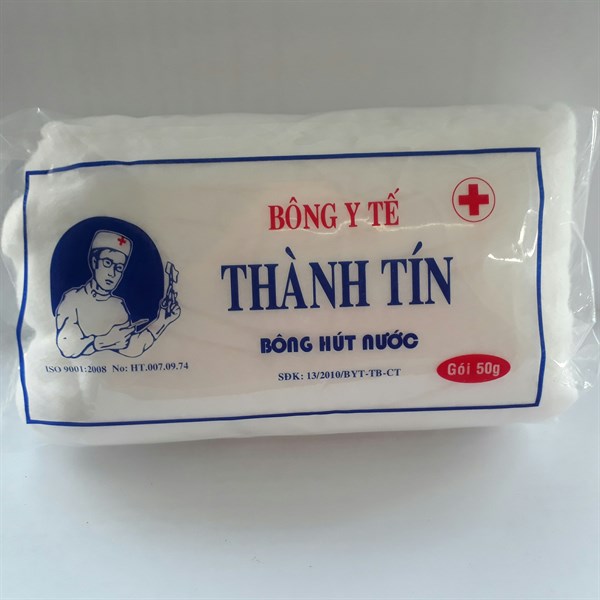 BÔNG Y TẾ
THÀNH TÍN
BÔNG HÚT NƯỚC
ISO 9001:2008 No: HT.007.09.74
SĐK: 13/2010/BYT-TB-CT
Gói 50g